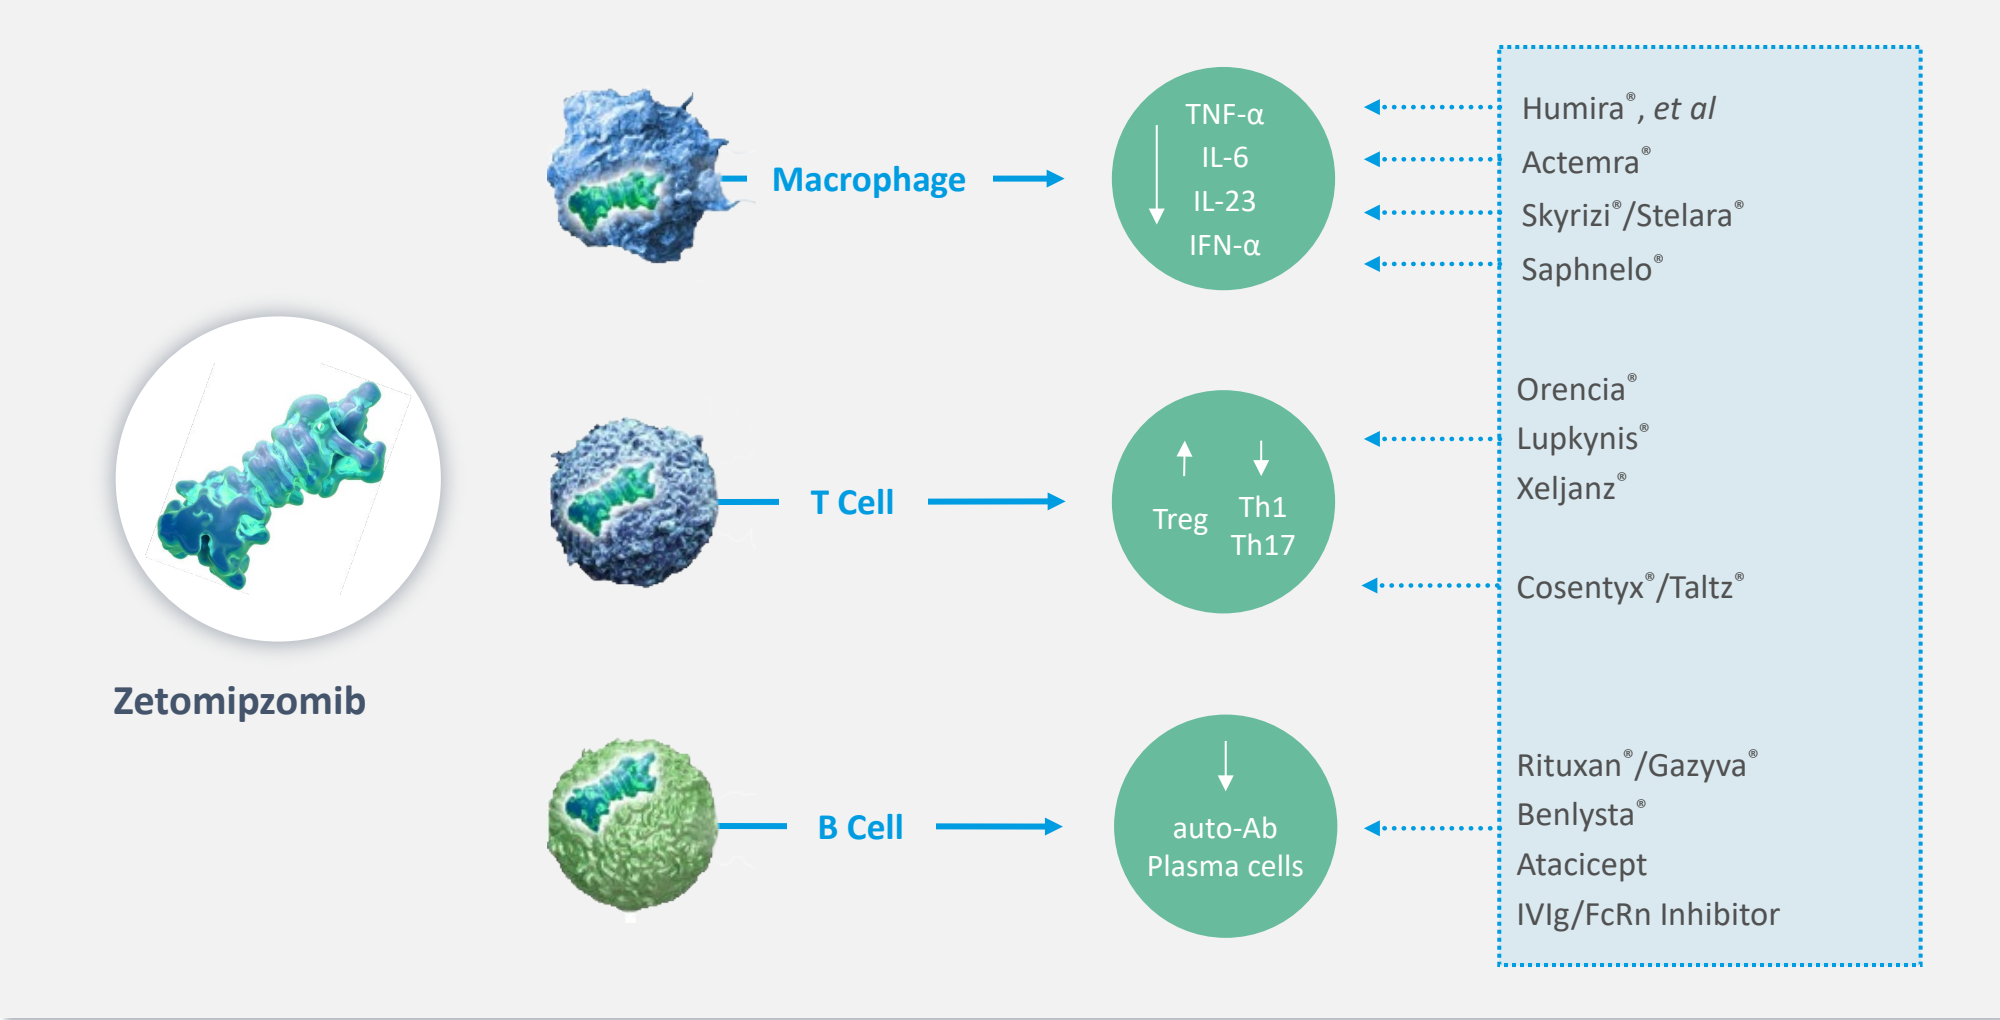 Macrophage
TNF-α
IL-6
IL-23
IFN-α
Humira®, et al
Actemra®
Skyrizi®/Stelara®
Saphnelo®
Zetomipzomib
T Cell
Treg
Th1
Th17
Orencia®
Lupkynis®
Xeljanz®
Cosentyx®/Taltz®
B Cell
auto-Ab
Plasma cells
Rituxan®/Gazyva®
Benlysta®
Atacicept
IVIg/FcRn Inhibitor